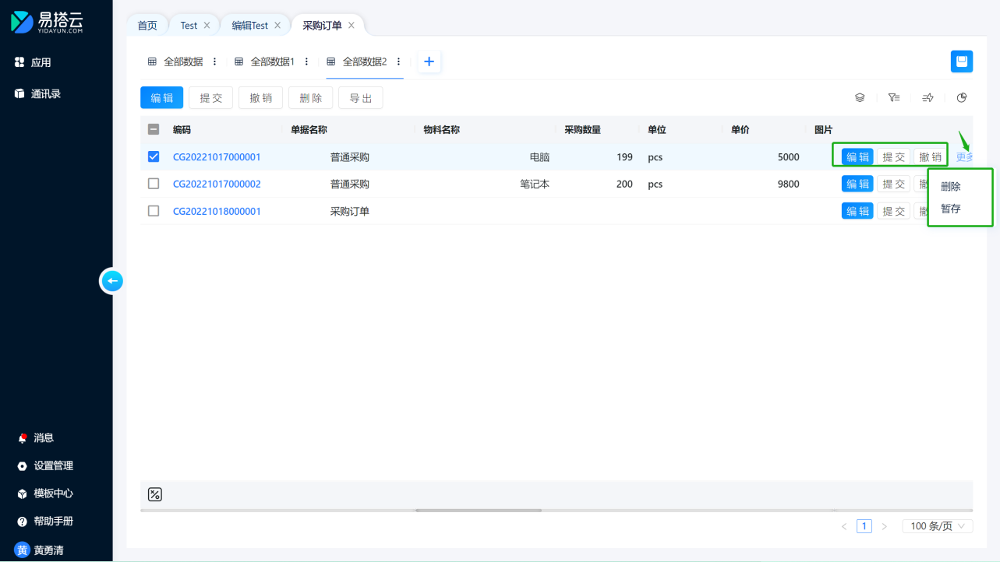 易搭云
YIDAYUN.COM
应用
通讯录
消息
设置管理
模板中心
帮助手册
黄 黄勇清
首页 Test 编辑Test 采购订单
全部数据 全部数据1 全部数据2
编辑 提交 撤销 删除 导出
编码 单据名称 物料名称 采购数量 单位 单价 图片
CG20221017000001 普通采购 电脑 199 pcs 5000 编辑 提交 撤销 更多
CG20221017000002 普通采购 笔记本 200 pcs 9800 编辑 提交
CG20221018000001 采购订单 编辑 提交
删除
暂存
1 100 条/页